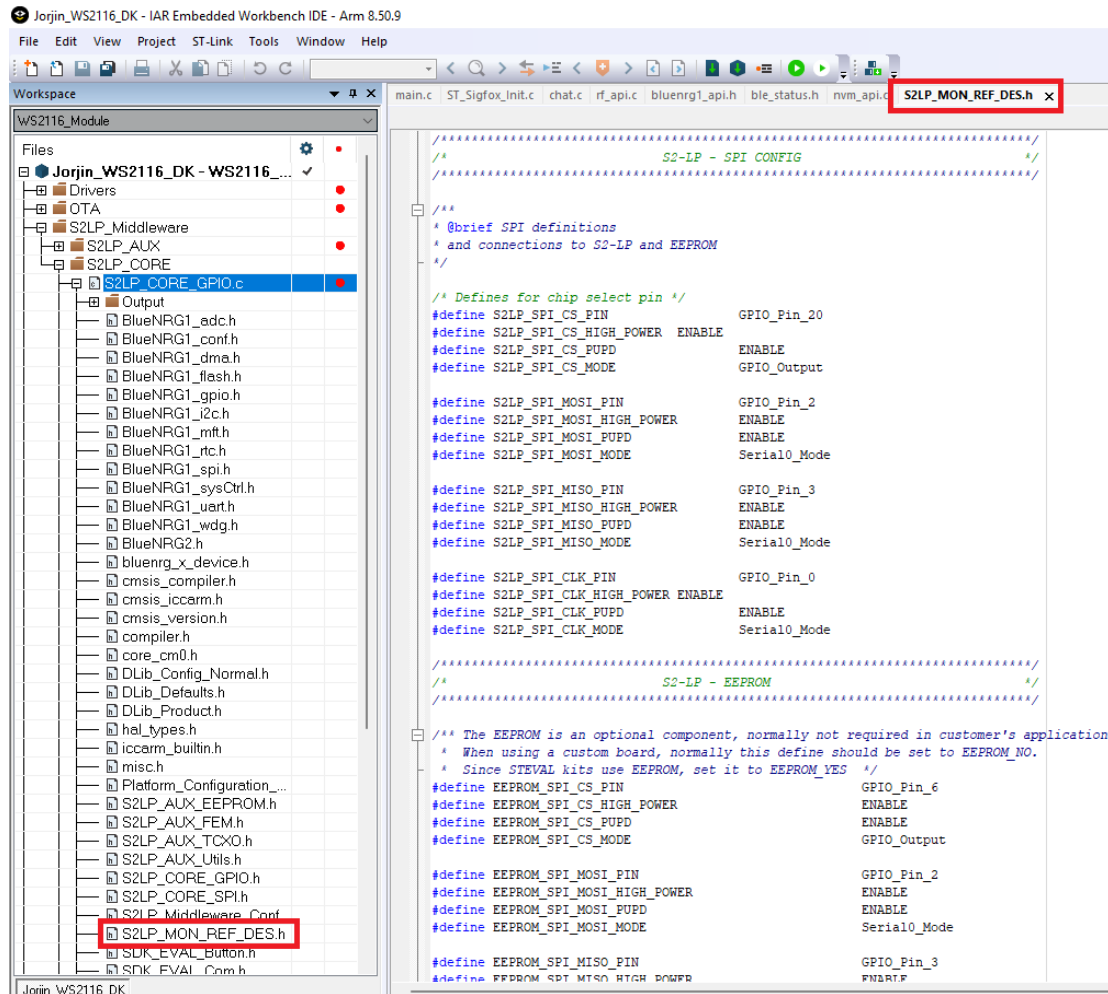 Jorjin_WS2116_DK - IAR Embedded Workbench IDE - Arm 8.50.9
File Edit View Project ST-Link Tools Window Help
Workspace
WS2116_Module
Files
Jorjin_WS2116_DK - WS2116_...
Drivers
OTA
S2LP_Middleware
S2LP_AUX
S2LP_CORE
S2LP_CORE_GPIO.c
Output
BlueNRG1_adc.h
BlueNRG1_conf.h
BlueNRG1_dma.h
BlueNRG1_flash.h
BlueNRG1_gpio.h
BlueNRG1_i2c.h
BlueNRG1_mft.h
BlueNRG1_rtc.h
BlueNRG1_spi.h
BlueNRG1_sysCtrl.h
BlueNRG1_uart.h
BlueNRG1_wdg.h
BlueNRG2.h
bluenrg_x_device.h
cmsis_compiler.h
cmsis_iccarm.h
cmsis_version.h
compiler.h
core_cm0.h
DLib_Config_Normal.h
DLib_Defaults.h
DLib_Product.h
hal_types.h
iccarm_builtin.h
misc.h
Platform_Configuration_...
S2LP_AUX_EEPROM.h
S2LP_AUX_FEM.h
S2LP_AUX_TCXO.h
S2LP_AUX_Utils.h
S2LP_CORE_GPIO.h
S2LP_CORE_SPI.h
S2LP_Middleware_Conf
S2LP_MON_REF_DES.h
SDK_EVAL_Button.h
SDK_EVAL_Com.h
Jorjin_WS2116_DK
main.c ST_Sigfox_Init.c chat.c rf_api.c bluenrg1_api.h ble_status.h nvm_api.c S2LP_MON_REF_DES.h
/******************************************************************************/
/* S2-LP - SPI CONFIG */
/******************************************************************************/
/**
* @brief SPI definitions
* and connections to S2-LP and EEPROM
*/
/* Defines for chip select pin */
#define S2LP_SPI_CS_PIN GPIO_Pin_20
#define S2LP_SPI_CS_HIGH_POWER ENABLE
#define S2LP_SPI_CS_PUPD ENABLE
#define S2LP_SPI_CS_MODE GPIO_Output
#define S2LP_SPI_MOSI_PIN GPIO_Pin_2
#define S2LP_SPI_MOSI_HIGH_POWER ENABLE
#define S2LP_SPI_MOSI_PUPD ENABLE
#define S2LP_SPI_MOSI_MODE Serial0_Mode
#define S2LP_SPI_MISO_PIN GPIO_Pin_3
#define S2LP_SPI_MISO_HIGH_POWER ENABLE
#define S2LP_SPI_MISO_PUPD ENABLE
#define S2LP_SPI_MISO_MODE Serial0_Mode
#define S2LP_SPI_CLK_PIN GPIO_Pin_0
#define S2LP_SPI_CLK_HIGH_POWER ENABLE
#define S2LP_SPI_CLK_PUPD ENABLE
#define S2LP_SPI_CLK_MODE Serial0_Mode
/******************************************************************************/
/* S2-LP - EEPROM */
/******************************************************************************/
/** The EEPROM is an optional component, normally not required in customer's application
* When using a custom board, normally this define should be set to EEPROM_NO.
* Since STEVAL kits use EEPROM, set it to EEPROM_YES */
#define EEPROM_SPI_CS_PIN GPIO_Pin_6
#define EEPROM_SPI_CS_HIGH_POWER ENABLE
#define EEPROM_SPI_CS_PUPD ENABLE
#define EEPROM_SPI_CS_MODE GPIO_Output
#define EEPROM_SPI_MOSI_PIN GPIO_Pin_2
#define EEPROM_SPI_MOSI_HIGH_POWER ENABLE
#define EEPROM_SPI_MOSI_PUPD ENABLE
#define EEPROM_SPI_MOSI_MODE Serial0_Mode
#define EEPROM_SPI_MISO_PIN GPIO_Pin_3
#define EEPROM_SPI_MISO_HIGH_POWER ENABLE